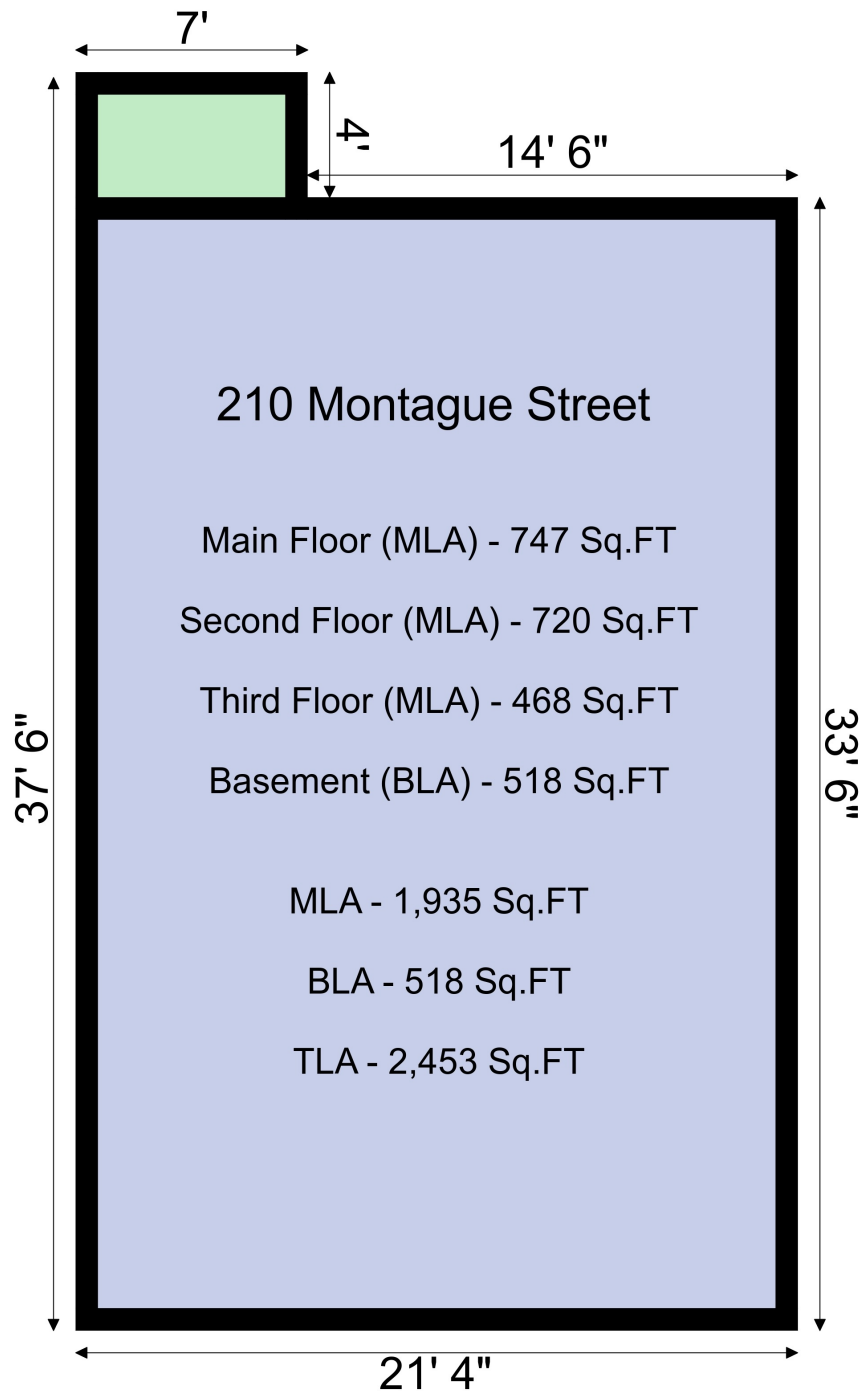 7'
4'
14' 6"
210 Montague Street
Main Floor (MLA) - 747 Sq.FT
Second Floor (MLA) - 720 Sq.FT
Third Floor (MLA) - 468 Sq.FT
37' 6"
33' 6"
Basement (BLA) - 518 Sq.FT
MLA - 1,935 Sq.FT
BLA - 518 Sq.FT
TLA - 2,453 Sq.FT
21' 4"